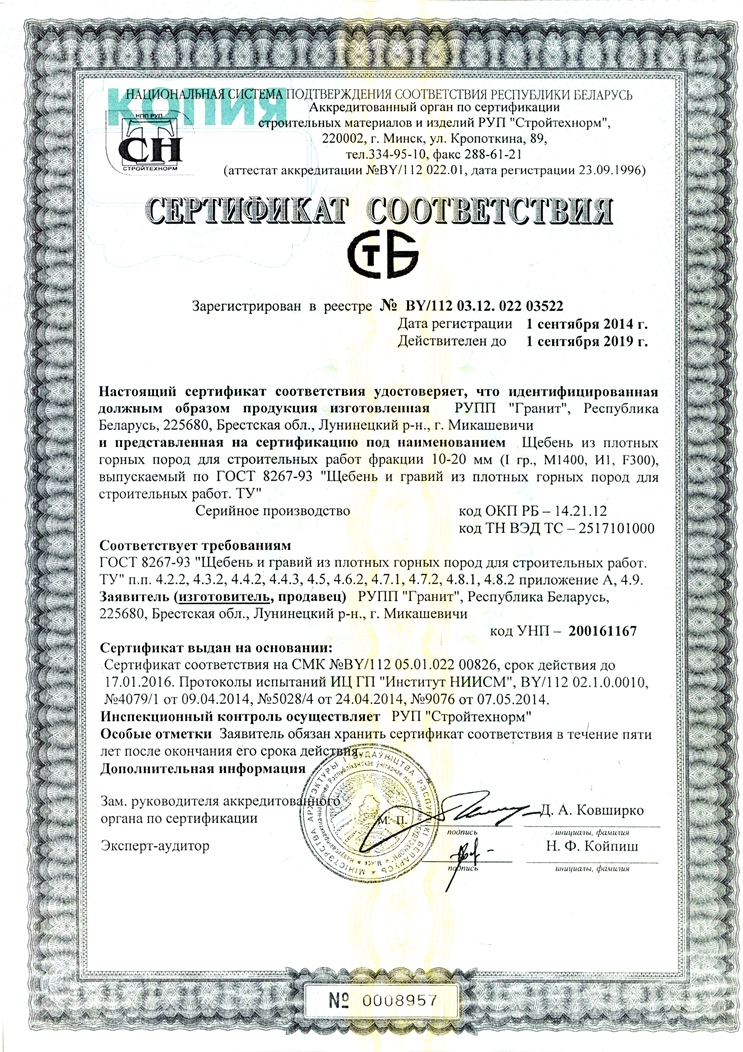 НАЦИОНАЛЬНАЯ СИСТЕМА ПОДТВЕРЖДЕНИЯ СООТВЕТСТВИЯ РЕСПУБЛИКИ БЕЛАРУСЬ
КОПИЯ
Аккредитованный орган по сертификации
строительных материалов и изделий РУП "Стройтехнорм",
220002, г. Минск, ул. Кропоткина, 89,
тел.334-95-10, факс 288-61-21
(аттестат аккредитации №BY/112 022.01, дата регистрации 23.09.1996)
НПП РУП
СН
СТРОЙТЕХНОРМ
СЕРТИФИКАТ СООТВЕТСТВИЯ
СТБ
Зарегистрирован в реестре № BY/112 03.12. 022 03522
Дата регистрации 1 сентября 2014 г.
Действителен до 1 сентября 2019 г.
Настоящий сертификат соответствия удостоверяет, что идентифицированная
должным образом продукция изготовленная РУПП "Гранит", Республика
Беларусь, 225680, Брестская обл., Лунинецкий р-н., г. Микашевичи
и представленная на сертификацию под наименованием Щебень из плотных
горных пород для строительных работ фракции 10-20 мм (I гр., М1400, И1, F300),
выпускаемый по ГОСТ 8267-93 "Щебень и гравий из плотных горных пород для
строительных работ. ТУ"
Серийное производство код ОКП РБ – 14.21.12
код ТН ВЭД ТС – 2517101000
Соответствует требованиям
ГОСТ 8267-93 "Щебень и гравий из плотных горных пород для строительных работ.
ТУ" п.п. 4.2.2, 4.3.2, 4.4.2, 4.4.3, 4.5, 4.6.2, 4.7.1, 4.7.2, 4.8.1, 4.8.2 приложение А, 4.9.
Заявитель (изготовитель, продавец) РУПП "Гранит", Республика Беларусь,
225680, Брестская обл., Лунинецкий р-н., г. Микашевичи
код УНП – 200161167
Сертификат выдан на основании:
Сертификат соответствия на СМК №BY/112 05.01.022 00826, срок действия до
17.01.2016. Протоколы испытаний ИЦ ГП "Институт НИИСМ", BY/112 02.1.0.0010,
№4079/1 от 09.04.2014, №5028/4 от 24.04.2014, №9076 от 07.05.2014.
Инспекционный контроль осуществляет РУП "Стройтехнорм"
Особые отметки Заявитель обязан хранить сертификат соответствия в течение пяти
лет после окончания его срока действия.
Дополнительная информация
Зам. руководителя аккредитованного
органа по сертификации М. П. Д. А. Ковширко
подпись инициалы, фамилия
Эксперт-аудитор Н. Ф. Койпиш
подпись инициалы, фамилия
№ 0008957